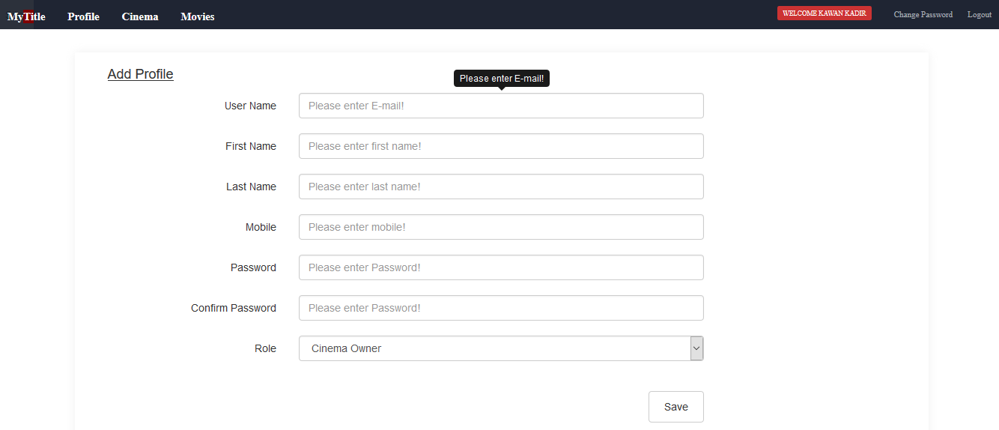 MyTitle Profile Cinema Movies WELCOME KAWAN KADIR Change Password Logout
Add Profile
Please enter E-mail!
User Name Please enter E-mail!
First Name Please enter first name!
Last Name Please enter last name!
Mobile Please enter mobile!
Password Please enter Password!
Confirm Password Please enter Password!
Role Cinema Owner
Save